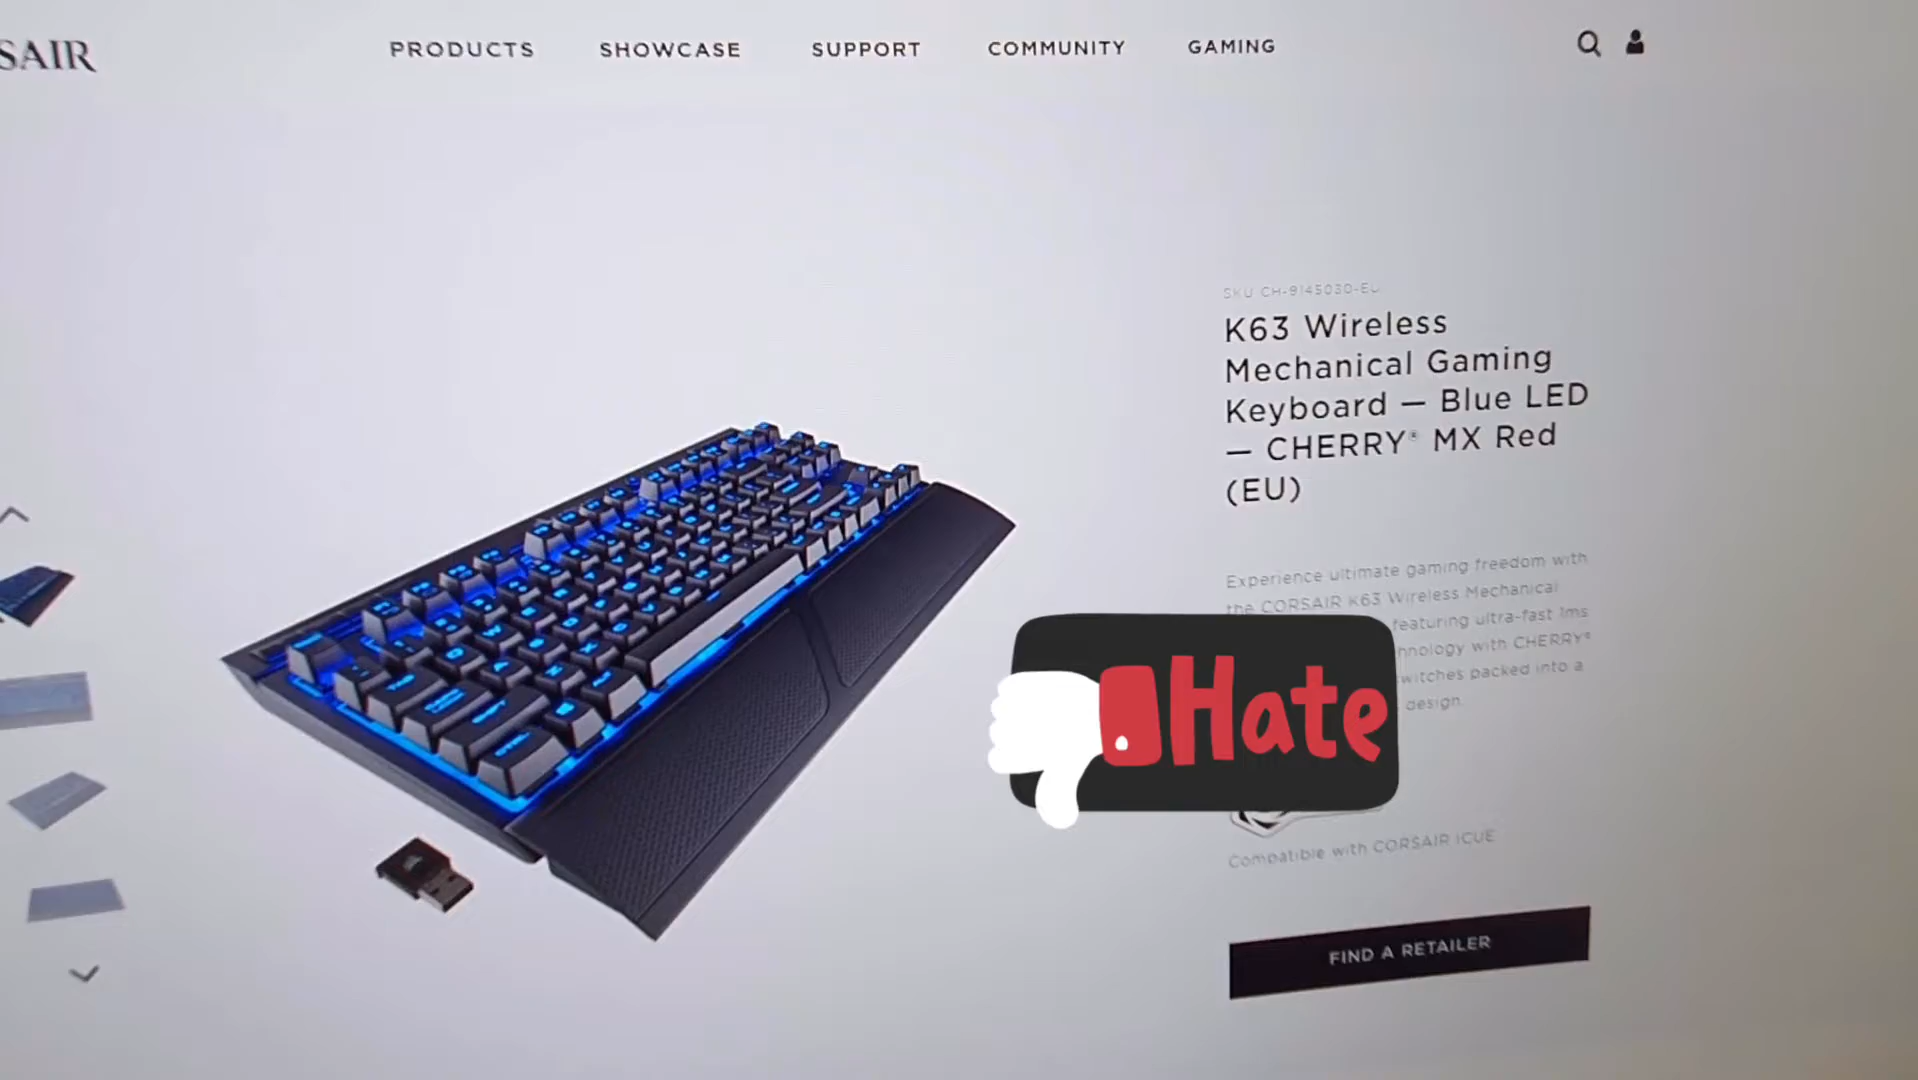 SAIR
PRODUCTS SHOWCASE SUPPORT COMMUNITY GAMING
SKU CH-9145030-EU
K63 Wireless
Mechanical Gaming
Keyboard — Blue LED
— CHERRY® MX Red
(EU)
Experience ultimate gaming freedom with
the CORSAIR K63 Wireless Mechanical
featuring ultra-fast 1ms
hnology with CHERRY®
witches packed into a
design.
Hate
Compatible with CORSAIR iCUE
FIND A RETAILER